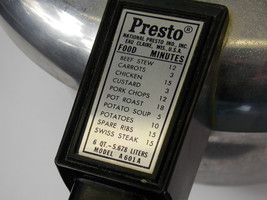 Presto®
NATIONAL PRESTO IND., INC.
EAU CLAIRE, WIS., U.S.A.
FOOD MINUTES
BEEF STEW 12
CARROTS 3
CHICKEN 15
CUSTARD 3
PORK CHOPS 12
POT ROAST 18
POTATO SOUP 5
POTATOES 10
SPARE RIBS 15
SWISS STEAK 15
6 QT. - 5.678 LITERS
MODEL A601A